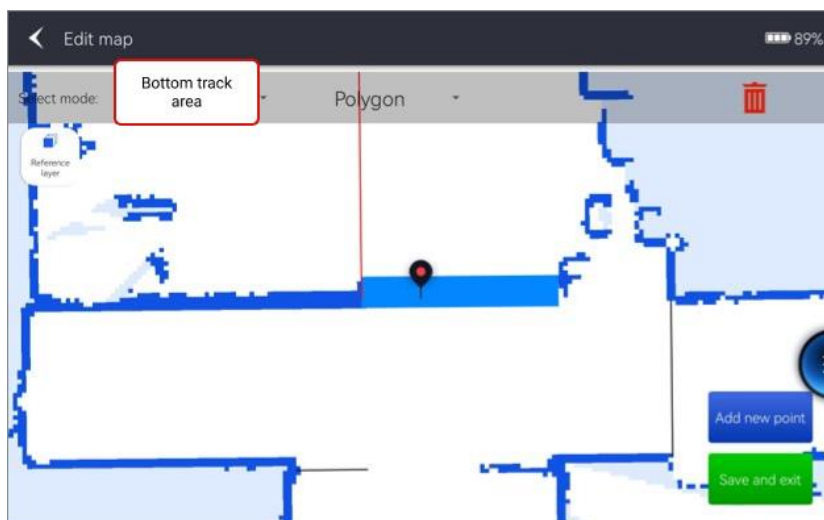 Edit map
89%
Select mode:
Bottom track
area
Polygon
Reference
layer
Add new point
Save and exit